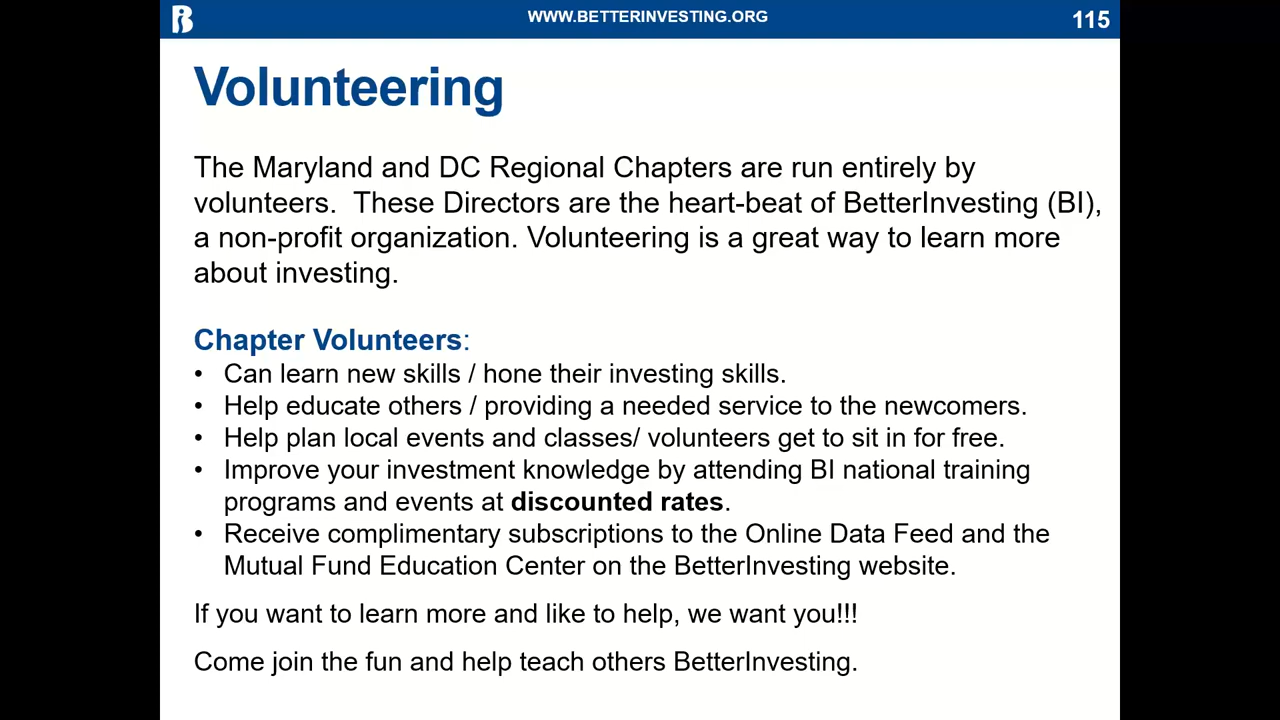 WWW.BETTERINVESTING.ORG
115
Volunteering
The Maryland and DC Regional Chapters are run entirely by
volunteers.  These Directors are the heart-beat of BetterInvesting (BI),
a non-profit organization. Volunteering is a great way to learn more
about investing.
Chapter Volunteers:
• Can learn new skills / hone their investing skills.
• Help educate others / providing a needed service to the newcomers.
• Help plan local events and classes/ volunteers get to sit in for free.
• Improve your investment knowledge by attending BI national training
programs and events at discounted rates.
• Receive complimentary subscriptions to the Online Data Feed and the
Mutual Fund Education Center on the BetterInvesting website.
If you want to learn more and like to help, we want you!!!
Come join the fun and help teach others BetterInvesting.